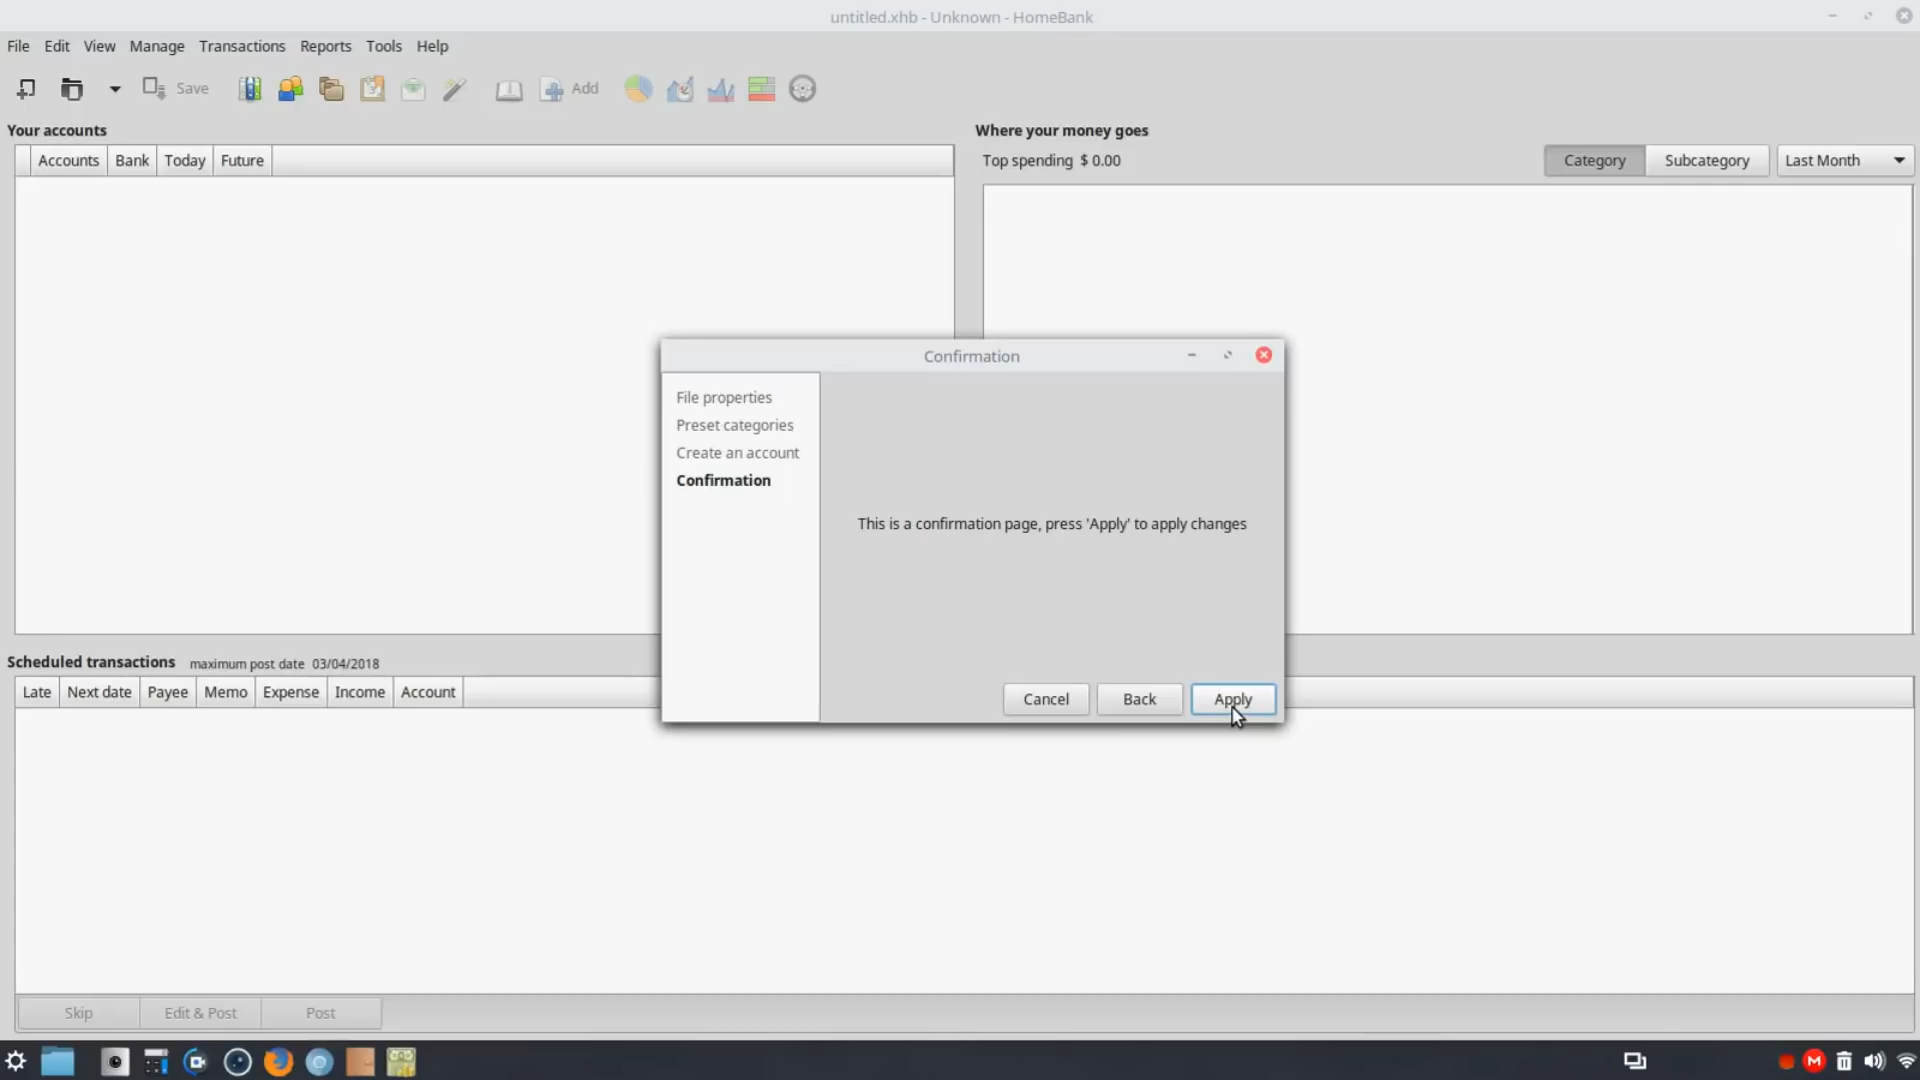 untitled.xhb - Unknown - HomeBank
File Edit View Manage Transactions Reports Tools Help
Save Add
Your accounts
Where your money goes
Accounts Bank Today Future
Top spending $ 0.00
Category Subcategory Last Month
Confirmation
File properties
Preset categories
Create an account
Confirmation
This is a confirmation page, press 'Apply' to apply changes
Cancel Back Apply
Scheduled transactions maximum post date 03/04/2018
Late Next date Payee Memo Expense Income Account
Skip Edit & Post Post
M